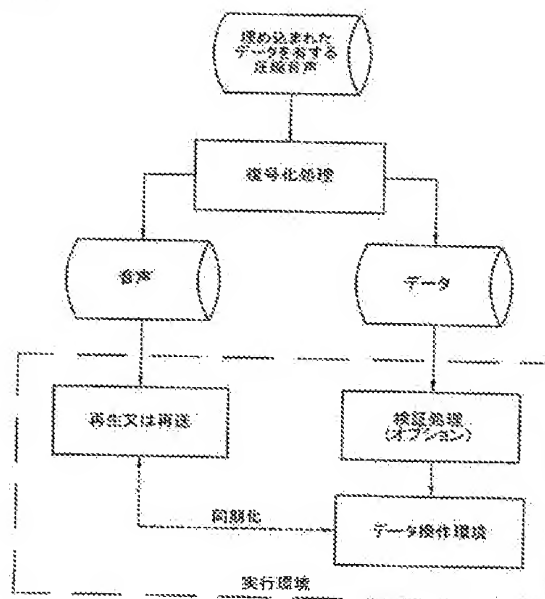 埋め込まれた
データを有する
圧縮音声
復号化処理
音声
データ
再生又は再送
検証処理
(オプション)
同期化
データ操作環境
実行環境